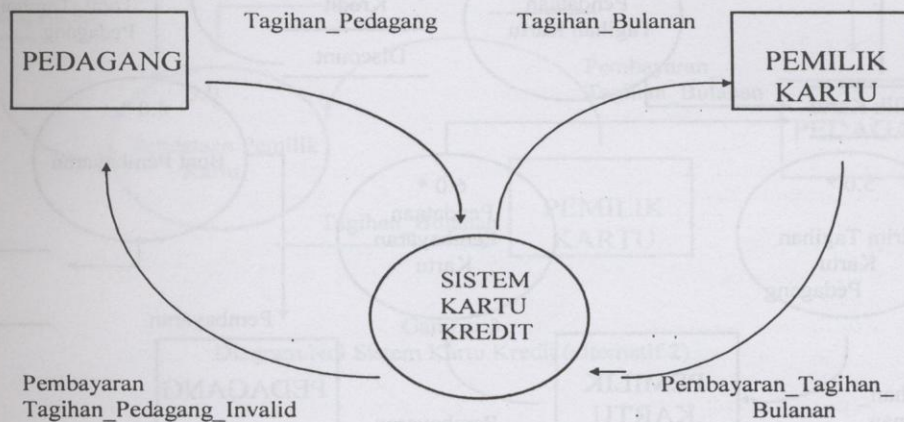 Tagihan_Pedagang
Tagihan_Bulanan
PEDAGANG
PEMILIK
KARTU
SISTEM
KARTU
KREDIT
Pembayaran
Tagihan_Pedagang_Invalid
Pembayaran_Tagihan_
Bulanan